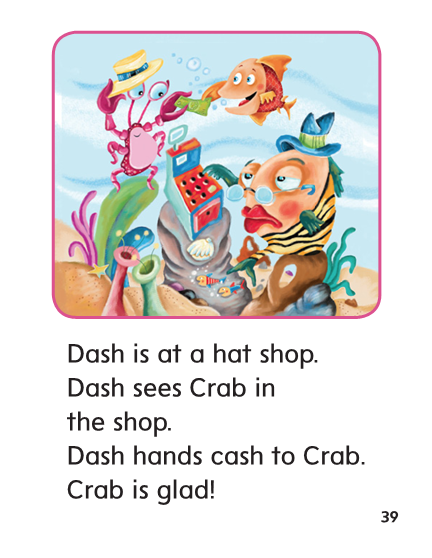 Dash is at a hat shop.
Dash sees Crab in
the shop.
Dash hands cash to Crab.
Crab is glad!
39